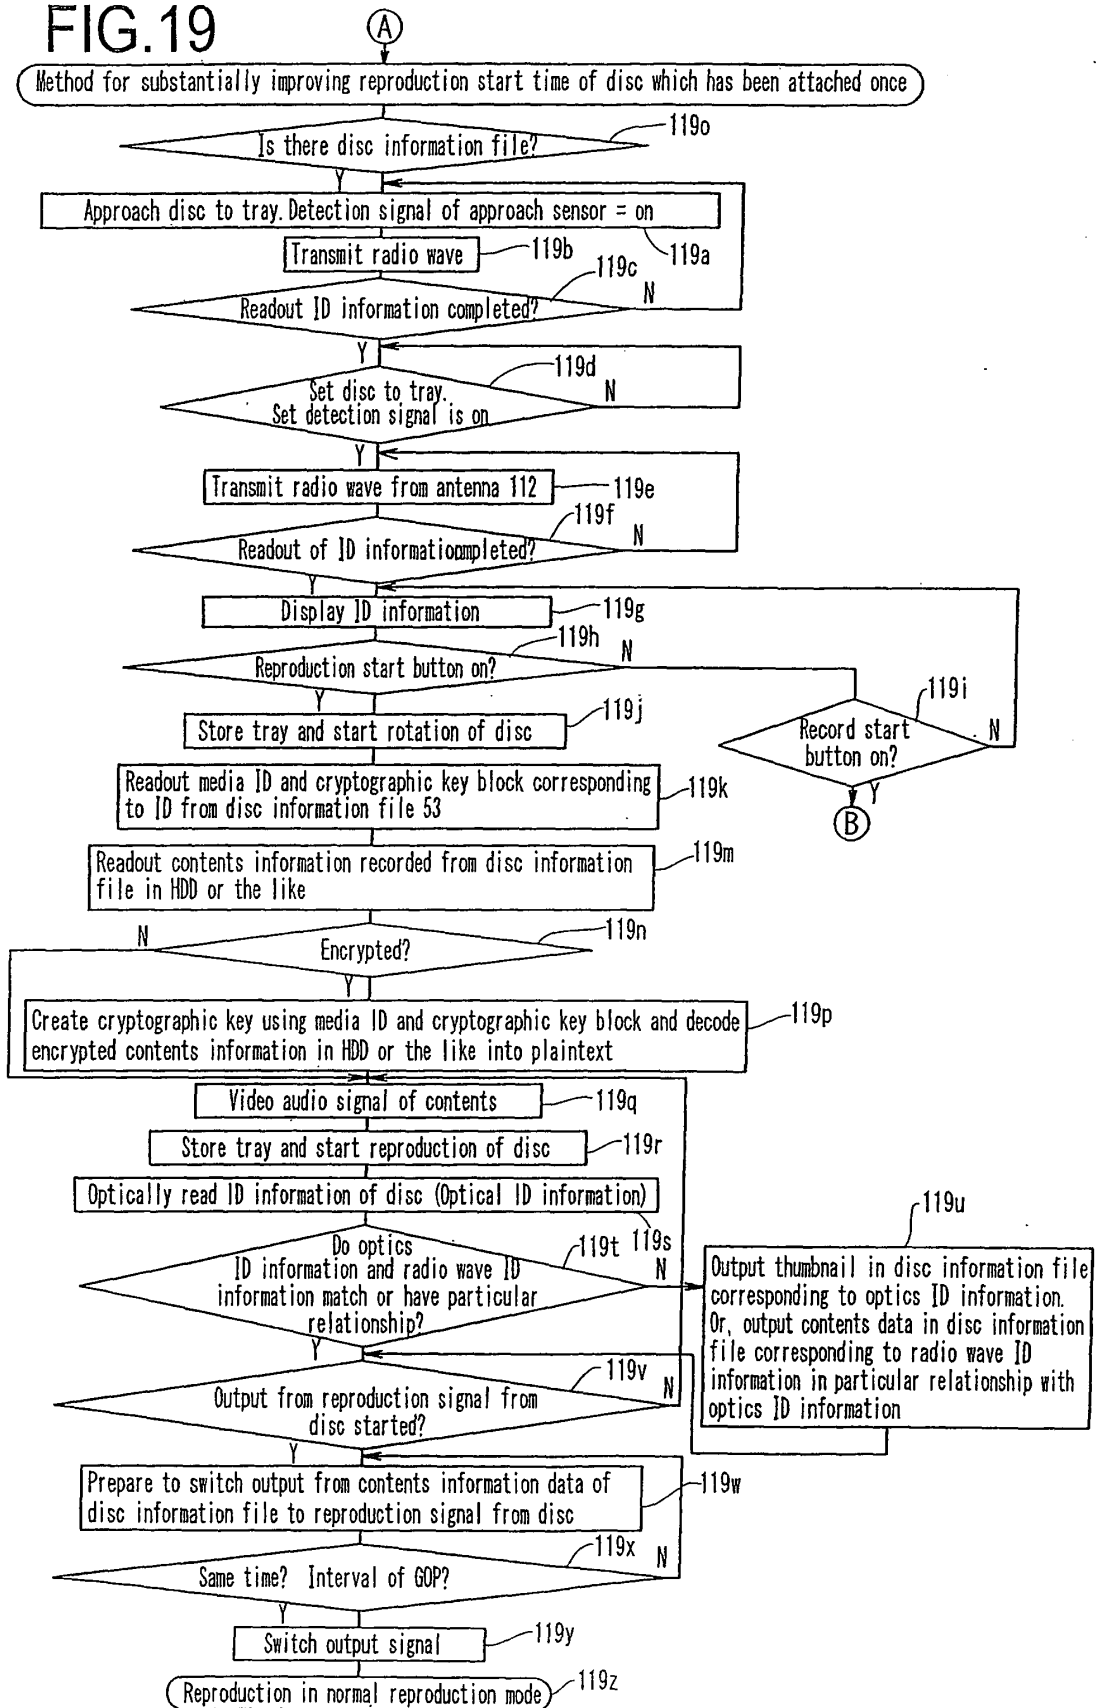 FIG.19
A
Method for substantially improving reproduction start time of disc which has been attached once
119o
Is there disc information file?
Y
Approach disc to tray. Detection signal of approach sensor = on
119a
Transmit radio wave
119b
119c
Readout ID information completed?
N
Y
119d
Set disc to tray.
Set detection signal is on
N
Y
Transmit radio wave from antenna 112
119e
119f
Readout of ID informatiocompleted?
N
Y
Display ID information
119g
119h
Reproduction start button on?
N
Y
119i
Record start
button on?
N
Y
B
Store tray and start rotation of disc
119j
Readout media ID and cryptographic key block corresponding
to ID from disc information file 53
119k
Readout contents information recorded from disc information
file in HDD or the like
119m
119n
Encrypted?
N
Y
Create cryptographic key using media ID and cryptographic key block and decode
encrypted contents information in HDD or the like into plaintext
119p
Video audio signal of contents
119q
Store tray and start reproduction of disc
119r
Optically read ID information of disc (Optical ID information)
119s
119t
Do optics
ID information and radio wave ID
information match or have particular
relationship?
N
Y
119u
Output thumbnail in disc information file
corresponding to optics ID information.
Or, output contents data in disc information
file corresponding to radio wave ID
information in particular relationship with
optics ID information
119v
Output from reproduction signal from
disc started?
N
Y
Prepare to switch output from contents information data of
disc information file to reproduction signal from disc
119w
119x
Same time? Interval of GOP?
N
Y
Switch output signal
119y
Reproduction in normal reproduction mode
119z